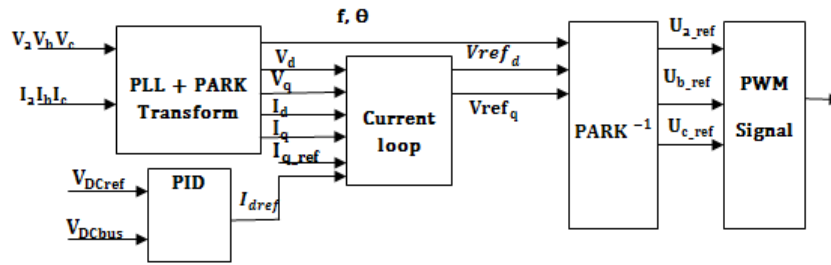 f, Θ
V_a V_b V_c
I_a I_b I_c
PLL + PARK
Transform
V_d
V_q
I_d
I_q
I_q_ref
Current
loop
Vref_d
Vref_q
PARK ⁻¹
U_a_ref
U_b_ref
U_c_ref
PWM
Signal
V_DCref
V_DCbus
PID
I_dref